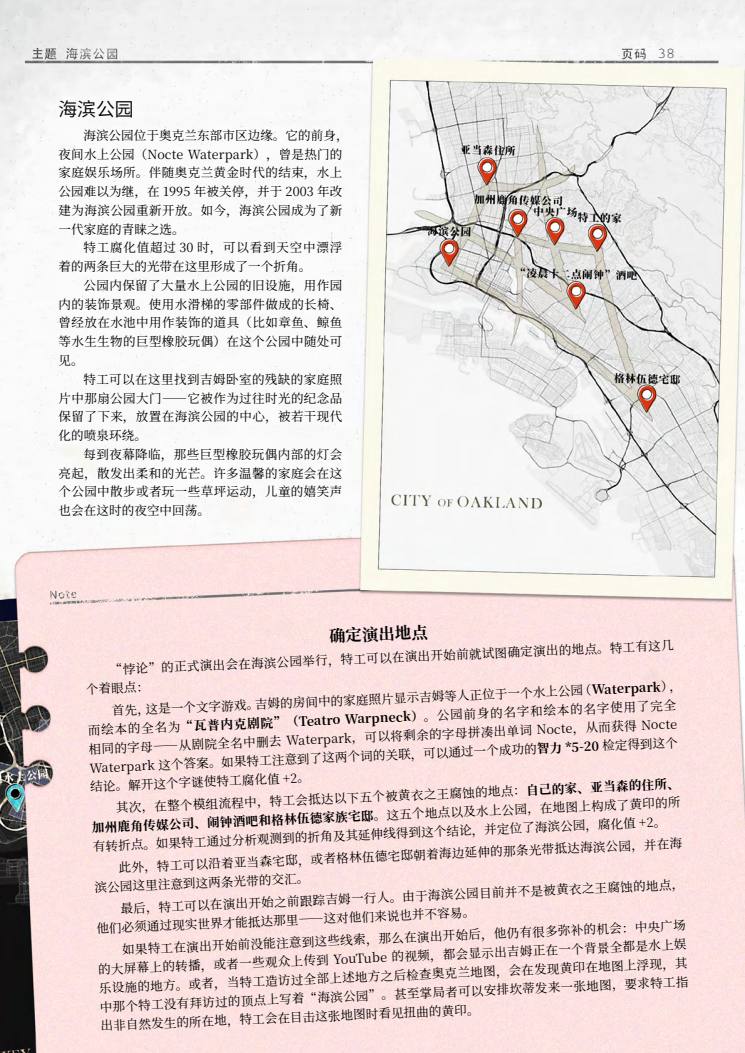 主题 海滨公园
页码 38
海滨公园
海滨公园位于奥克兰东部市区边缘。它的前身，
夜间水上公园（Nocte Waterpark），曾是热门的
家庭娱乐场所。伴随奥克兰黄金时代的结束，水上
公园难以为继，在 1995 年被关停，并于 2003 年改
建为海滨公园重新开放。如今，海滨公园成为了新
一代家庭的青睐之选。
特工腐化值超过 30 时，可以看到天空中漂浮
着的两条巨大的光带在这里形成了一个折角。
公园内保留了大量水上公园的旧设施，用作园
内的装饰景观。使用水滑梯的零部件做成的长椅、
曾经放在水池中用作装饰的道具（比如章鱼、鲸鱼
等水生生物的巨型橡胶玩偶）在这个公园中随处可
见。
特工可以在这里找到吉姆卧室的残缺的家庭照
片中那扇公园大门——它被作为过往时光的纪念品
保留了下来，放置在海滨公园的中心，被若干现代
化的喷泉环绕。
每到夜幕降临，那些巨型橡胶玩偶内部的灯会
亮起，散发出柔和的光芒。许多温馨的家庭会在这
个公园中散步或者玩一些草坪运动，儿童的嬉笑声
也会在这时的夜空中回荡。
亚当森住所
加州鹿角传媒公司
中央广场
特工的家
海滨公园
“凌晨十二点闹钟”酒吧
格林伍德宅邸
CITY OF OAKLAND
Note
确定演出地点
“悖论”的正式演出会在海滨公园举行，特工可以在演出开始前就试图确定演出的地点。特工有这几
个着眼点：
首先，这是一个文字游戏。吉姆的房间中的家庭照片显示吉姆等人正位于一个水上公园（Waterpark），
而绘本的全名为“瓦普内克剧院”（Teatro Warpneck）。公园前身的名字和绘本的名字使用了完全
相同的字母——从剧院全名中删去 Waterpark，可以将剩余的字母拼凑出单词 Nocte，从而获得 Nocte
Waterpark 这个答案。如果特工注意到了这两个词的关联，可以通过一个成功的智力 *5-20 检定得到这个
结论。解开这个字谜使特工腐化值 +2。
其次，在整个模组流程中，特工会抵达以下五个被黄衣之王腐蚀的地点：自己的家、亚当森的住所、
加州鹿角传媒公司、闹钟酒吧和格林伍德家族宅邸。这五个地点以及水上公园，在地图上构成了黄印的所
有转折点。如果特工通过分析观测到的折角及其延伸线得到这个结论，并定位了海滨公园，腐化值 +2。
此外，特工可以沿着亚当森宅邸，或者格林伍德宅邸朝着海边延伸的那条光带抵达海滨公园，并在海
滨公园这里注意到这两条光带的交汇。
最后，特工可以在演出开始之前跟踪吉姆一行人。由于海滨公园目前并不是被黄衣之王腐蚀的地点，
他们必须通过现实世界才能抵达那里——这对他们来说也并不容易。
如果特工在演出开始前没能注意到这些线索，那么在演出开始后，他仍有很多弥补的机会：中央广场
的大屏幕上的转播，或者一些观众上传到 YouTube 的视频，都会显示出吉姆正在一个背景全都是水上娱
乐设施的地方。或者，当特工造访过全部上述地方之后检查奥克兰地图，会在发现黄印在地图上浮现，其
中那个特工没有拜访过的顶点上写着“海滨公园”。甚至掌局者可以安排坎蒂发来一张地图，要求特工指
出非自然发生的所在地，特工会在目击这张地图时看见扭曲的黄印。
水上公园